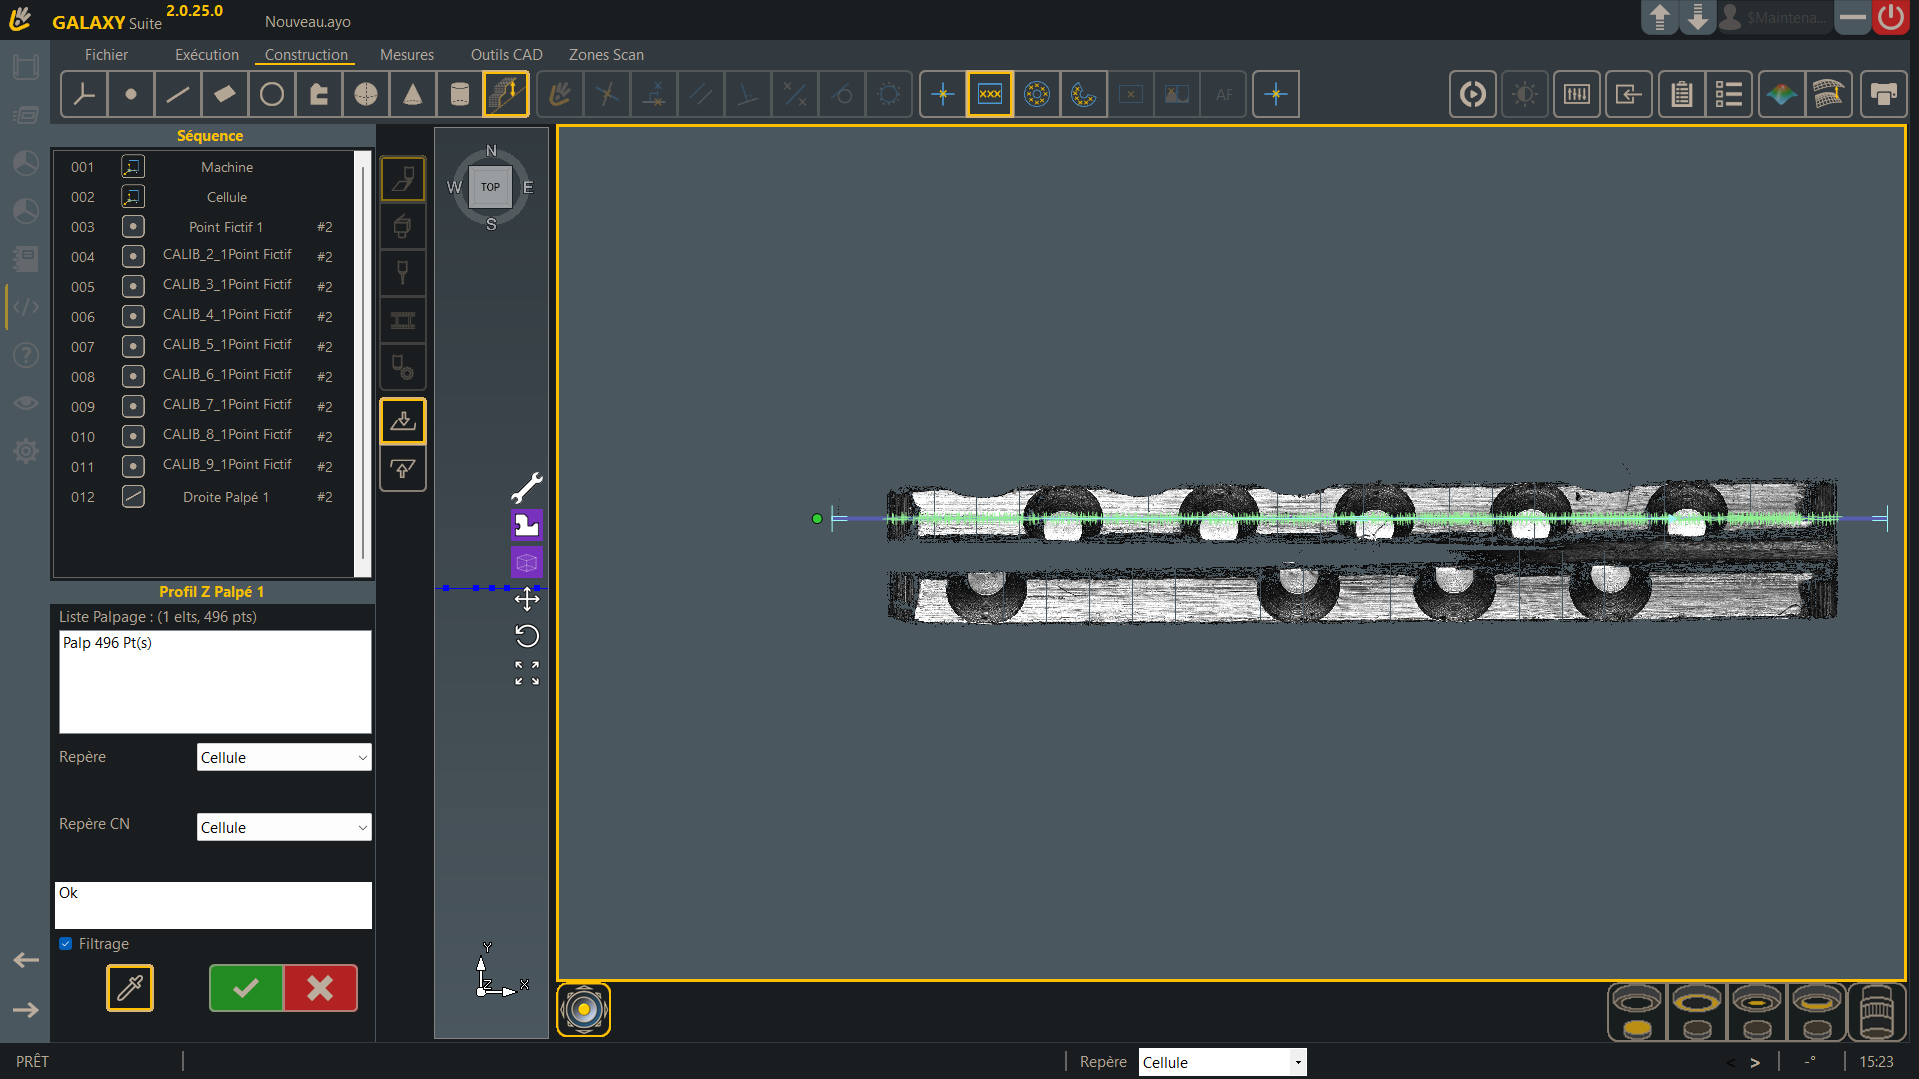 GALAXY Suite 2.0.25.0
Nouveau.ayo
$Maintena...
Fichier Exécution Construction Mesures Outils CAD Zones Scan
AF
Séquence
001 Machine
002 Cellule
003 Point Fictif 1 #2
004 CALIB_2_1Point Fictif #2
005 CALIB_3_1Point Fictif #2
006 CALIB_4_1Point Fictif #2
007 CALIB_5_1Point Fictif #2
008 CALIB_6_1Point Fictif #2
009 CALIB_7_1Point Fictif #2
010 CALIB_8_1Point Fictif #2
011 CALIB_9_1Point Fictif #2
012 Droite Palpé 1 #2
Profil Z Palpé 1
Liste Palpage : (1 elts, 496 pts)
Palp 496 Pt(s)
Repère Cellule
Repère CN Cellule
Ok
Filtrage
N
W TOP E
S
Y
Z X
PRÊT
Repère Cellule
< > -° 15:23